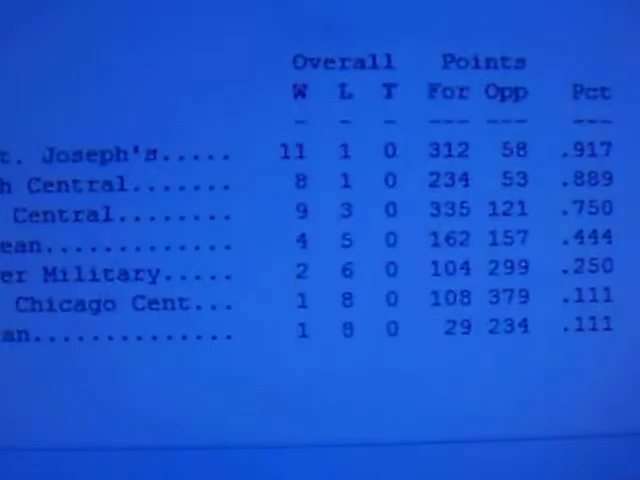 Overall Points
W L T For Opp Pct
- - - --- --- ---
t. Joseph's..... 11 1 0 312 58 .917
h Central....... 8 1 0 234 53 .889
Central........ 9 3 0 335 121 .750
ean............. 4 5 0 162 157 .444
er Military..... 2 6 0 104 299 .250
Chicago Cent... 1 8 0 108 379 .111
an.............. 1 8 0 29 234 .111